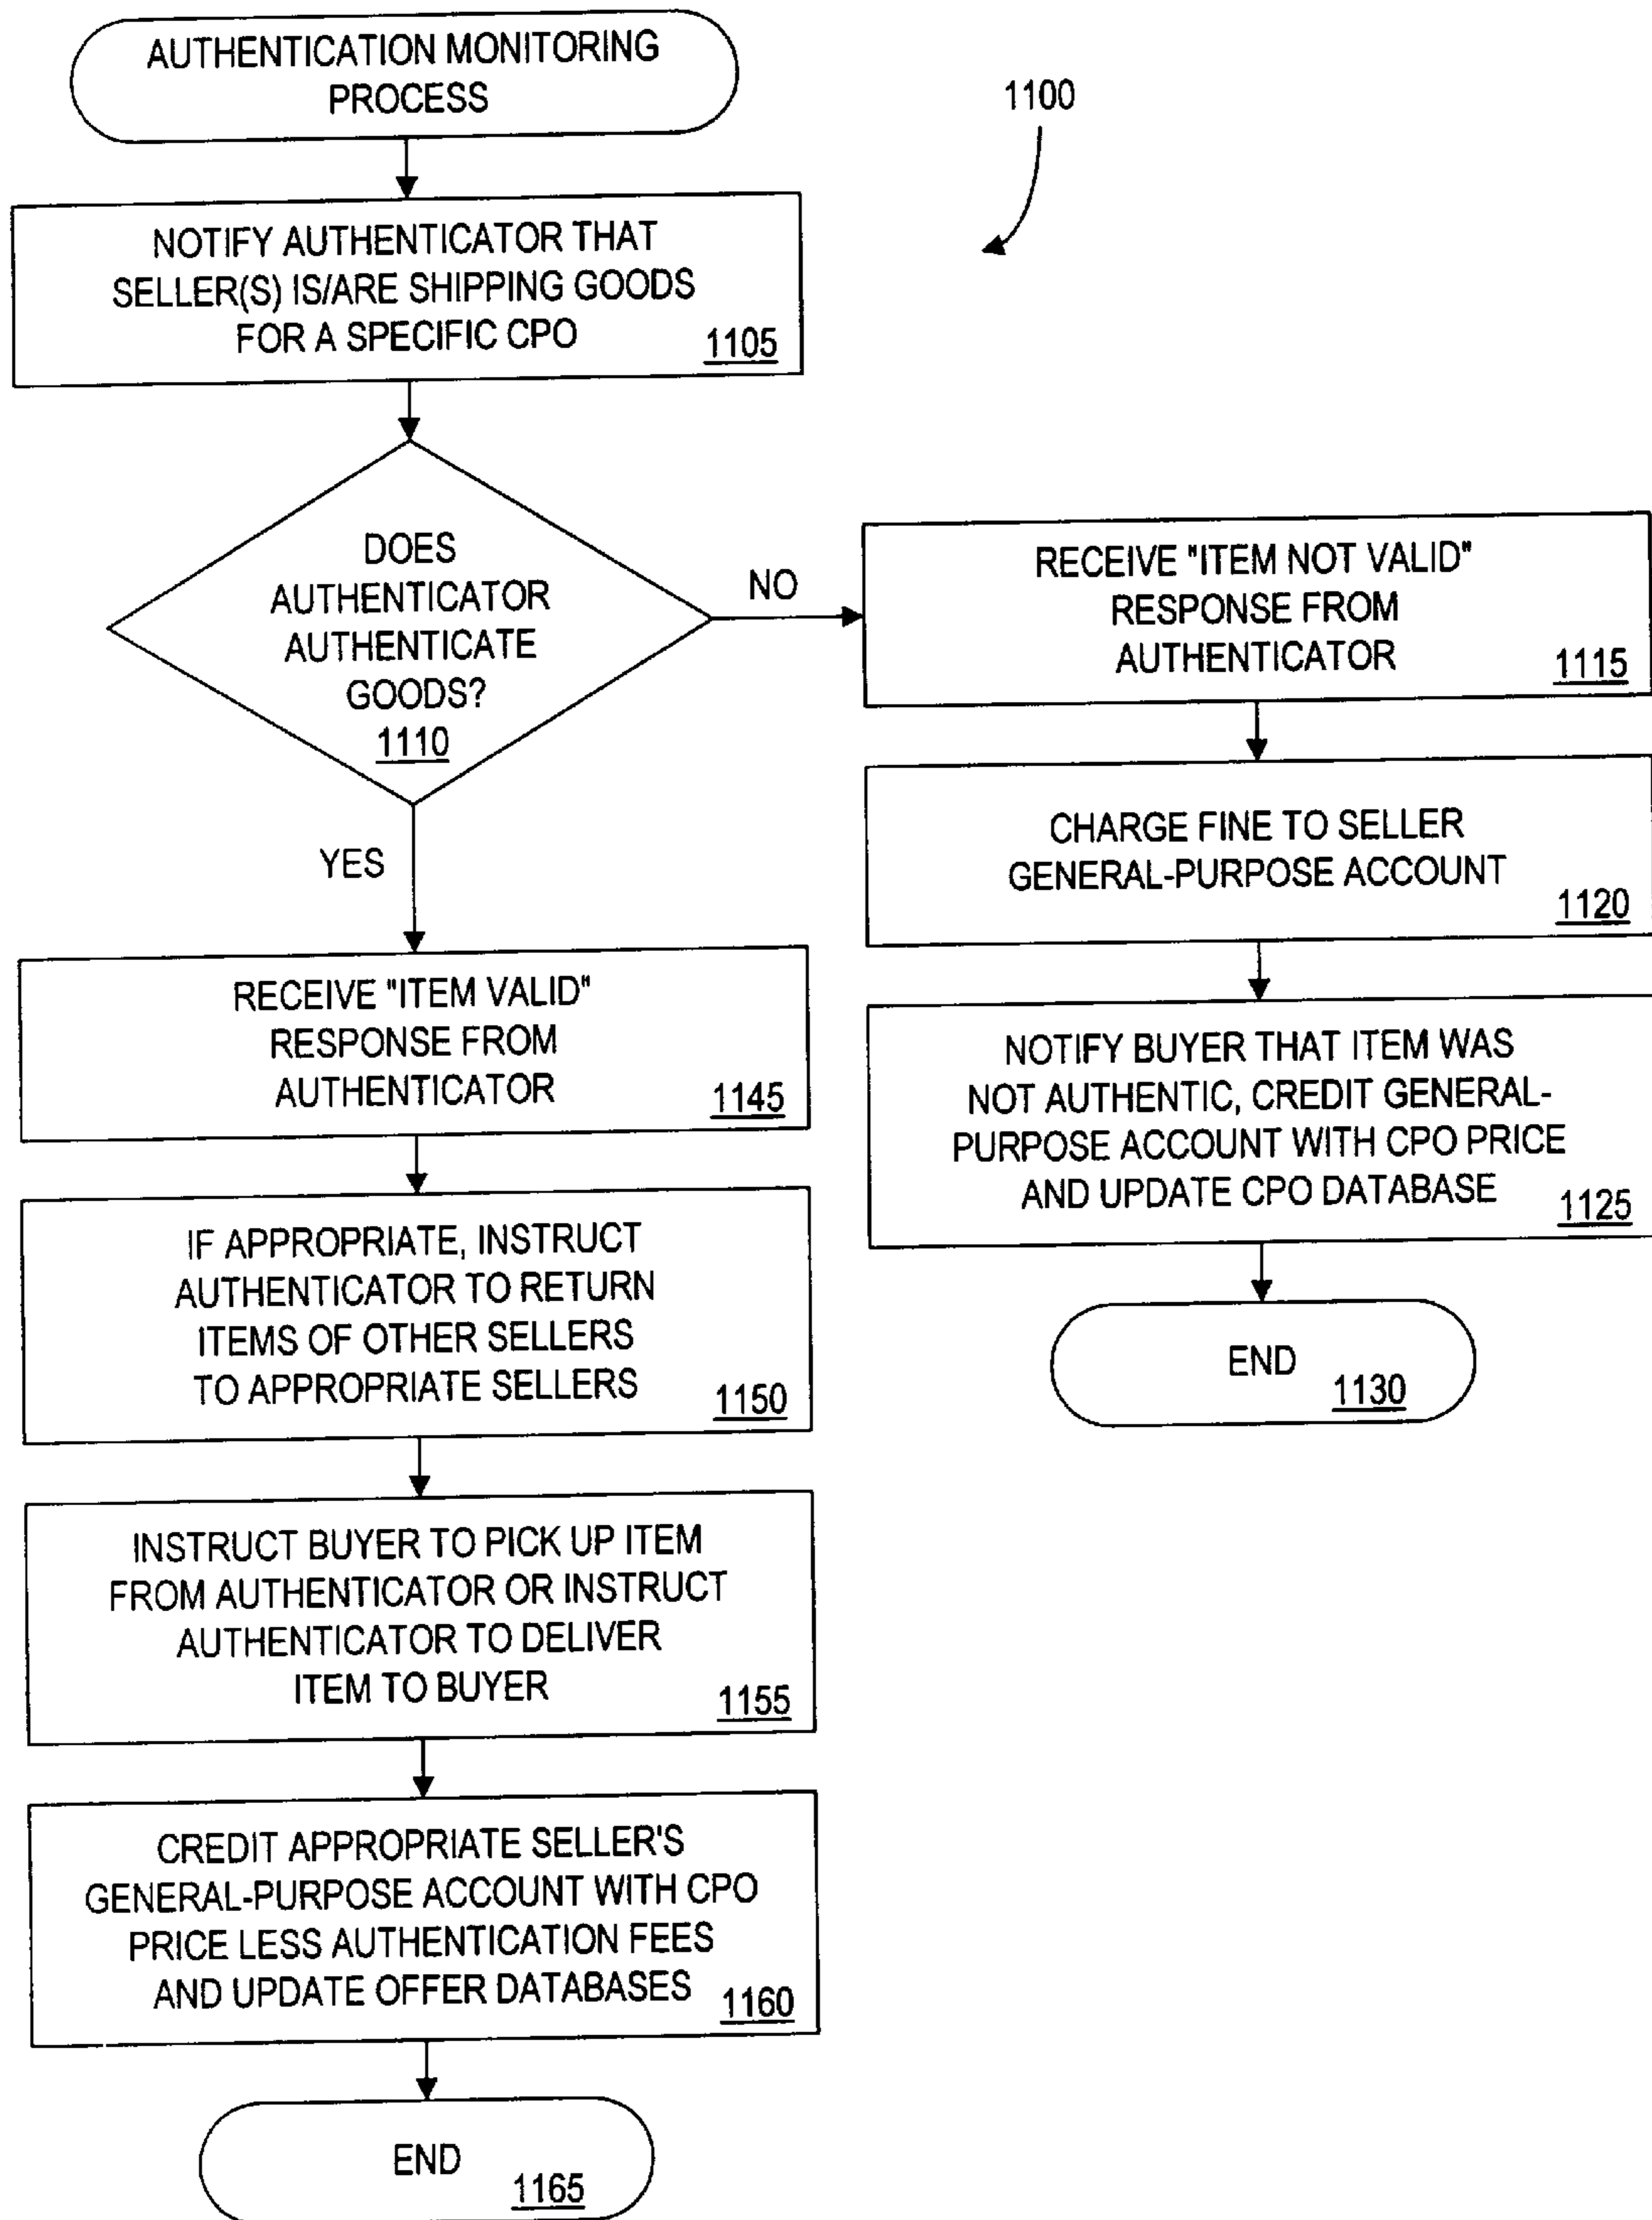 AUTHENTICATION MONITORING
PROCESS
1100
NOTIFY AUTHENTICATOR THAT
SELLER(S) IS/ARE SHIPPING GOODS
FOR A SPECIFIC CPO
1105
DOES
AUTHENTICATOR
AUTHENTICATE
GOODS?
1110
NO
RECEIVE "ITEM NOT VALID"
RESPONSE FROM
AUTHENTICATOR
1115
CHARGE FINE TO SELLER
GENERAL-PURPOSE ACCOUNT
1120
NOTIFY BUYER THAT ITEM WAS
NOT AUTHENTIC, CREDIT GENERAL-
PURPOSE ACCOUNT WITH CPO PRICE
AND UPDATE CPO DATABASE
1125
END
1130
YES
RECEIVE "ITEM VALID"
RESPONSE FROM
AUTHENTICATOR
1145
IF APPROPRIATE, INSTRUCT
AUTHENTICATOR TO RETURN
ITEMS OF OTHER SELLERS
TO APPROPRIATE SELLERS
1150
INSTRUCT BUYER TO PICK UP ITEM
FROM AUTHENTICATOR OR INSTRUCT
AUTHENTICATOR TO DELIVER
ITEM TO BUYER
1155
CREDIT APPROPRIATE SELLER'S
GENERAL-PURPOSE ACCOUNT WITH CPO
PRICE LESS AUTHENTICATION FEES
AND UPDATE OFFER DATABASES
1160
END
1165